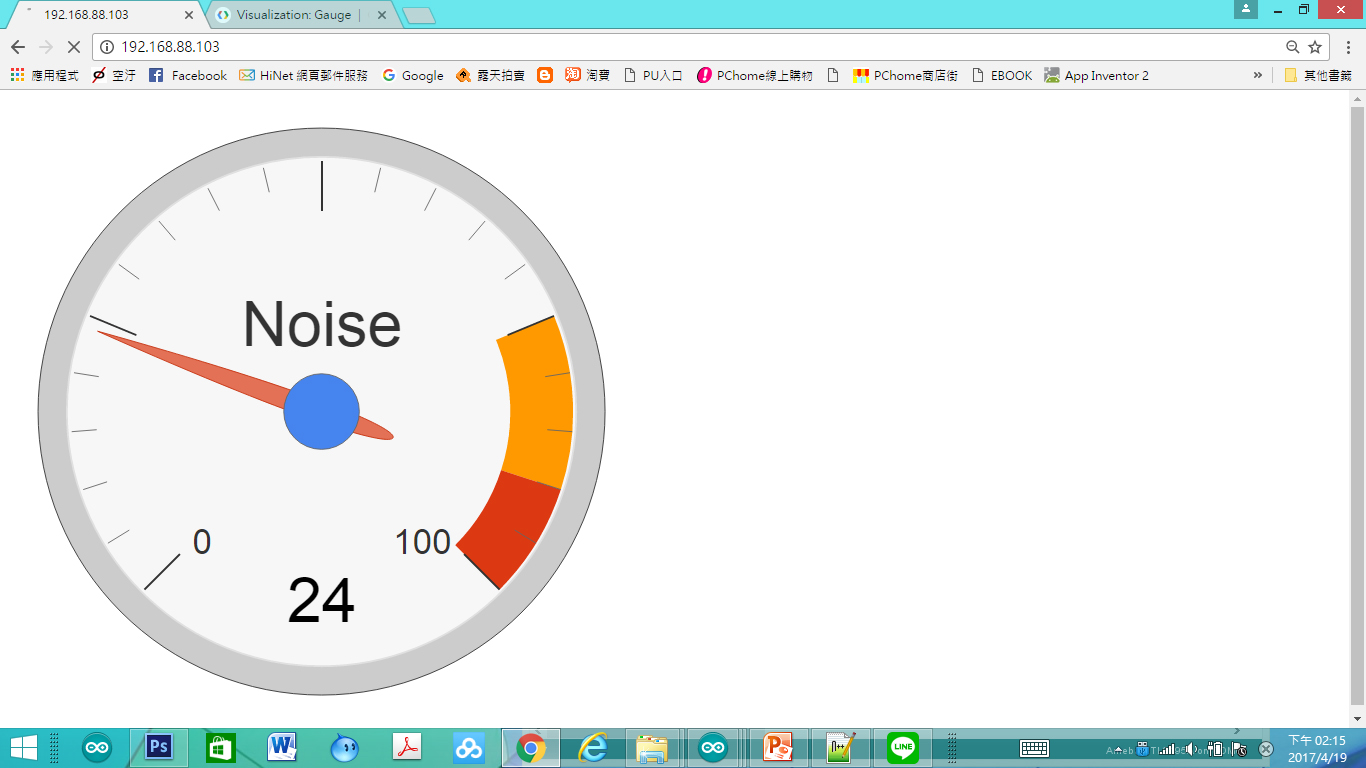 192.168.88.103
Visualization: Gauge |
192.168.88.103
應用程式 空汙 Facebook HiNet 網頁郵件服務 Google 露天拍賣 淘寶 PU入口 PChome線上購物 PChome商店街 EBOOK App Inventor 2 » 其他書籤
Noise
0 100
24
下午 02:15
2017/4/19